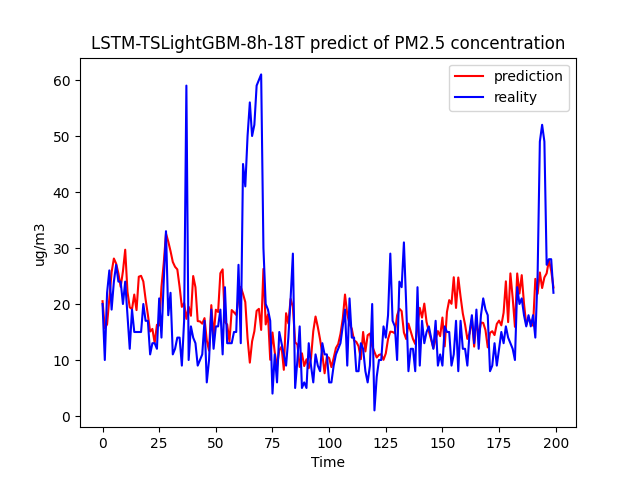 LSTM-TSLightGBM-8h-18T predict of PM2.5 concentration
prediction
reality
ug/m3
60
50
40
30
20
10
0
0 25 50 75 100 125 150 175 200
Time